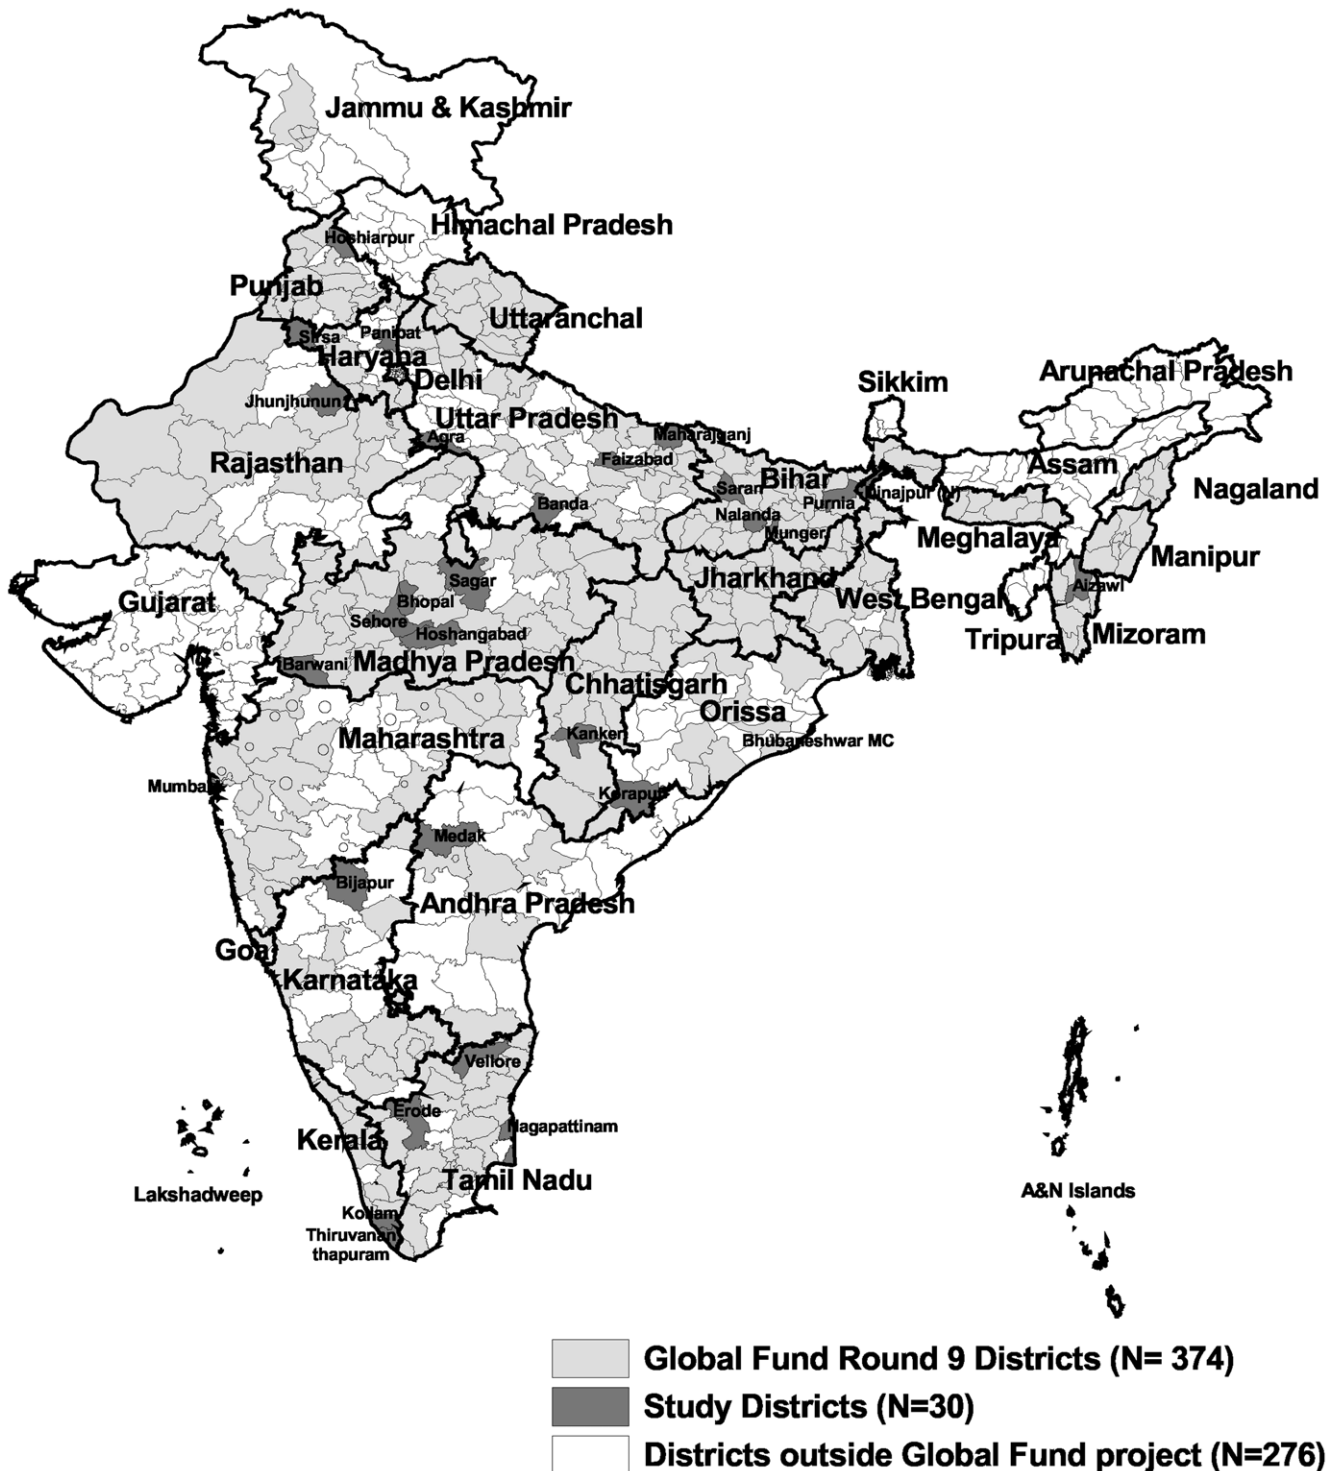 Jammu & Kashmir
Himachal Pradesh
Hoshiarpur
Punjab
Uttaranchal
Sirsa
Panipat
Haryana
Delhi
Sikkim
Arunachal Pradesh
Jhunjhunun
Uttar Pradesh
Agra
Maharajganj
Rajasthan
Faizabad
Bihar
Assam
Saran
Purnia
Dinajpur (N)
Nagaland
Banda
Nalanda
Munger
Meghalaya
Manipur
Sagar
Jharkhand
Aizawl
Gujarat
Bhopal
West Bengal
Sehore
Hoshangabad
Tripura
Mizoram
Barwani
Madhya Pradesh
Chhatisgarh
Orissa
Maharashtra
Kanker
Bhubaneshwar MC
Mumbai
Koraput
Medak
Bijapur
Andhra Pradesh
Goa
Karnataka
Vellore
Erode
Nagapattinam
Kerala
Tamil Nadu
Lakshadweep
A&N Islands
Kollam
Thiruvanan
thapuram
Global Fund Round 9 Districts (N= 374)
Study Districts (N=30)
Districts outside Global Fund project (N=276)